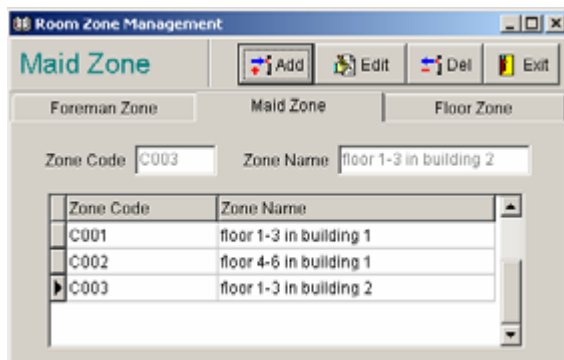 Room Zone Management
Maid Zone Add Edit Del Exit
Foreman Zone Maid Zone Floor Zone
Zone Code C003 Zone Name floor 1-3 in building 2
Zone Code Zone Name
C001 floor 1-3 in building 1
C002 floor 4-6 in building 1
C003 floor 1-3 in building 2